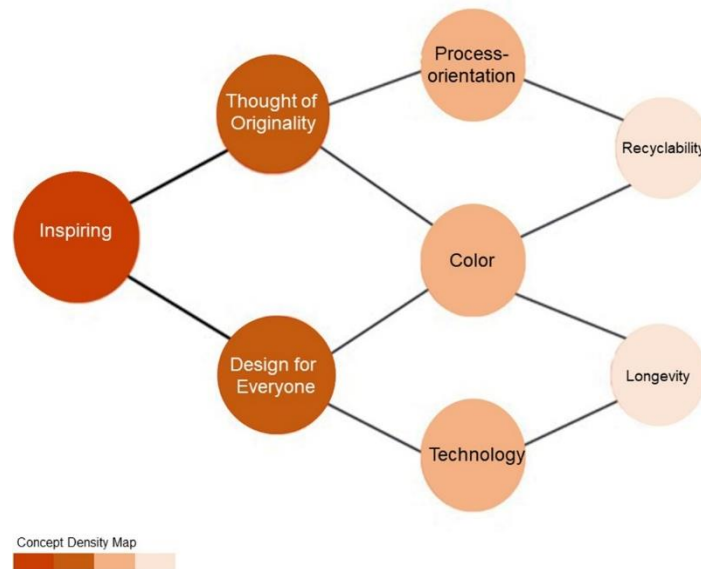 Process-
orientation
Thought of
Originality
Recyclability
Inspiring
Color
Design for
Everyone
Longevity
Technology
Concept Density Map